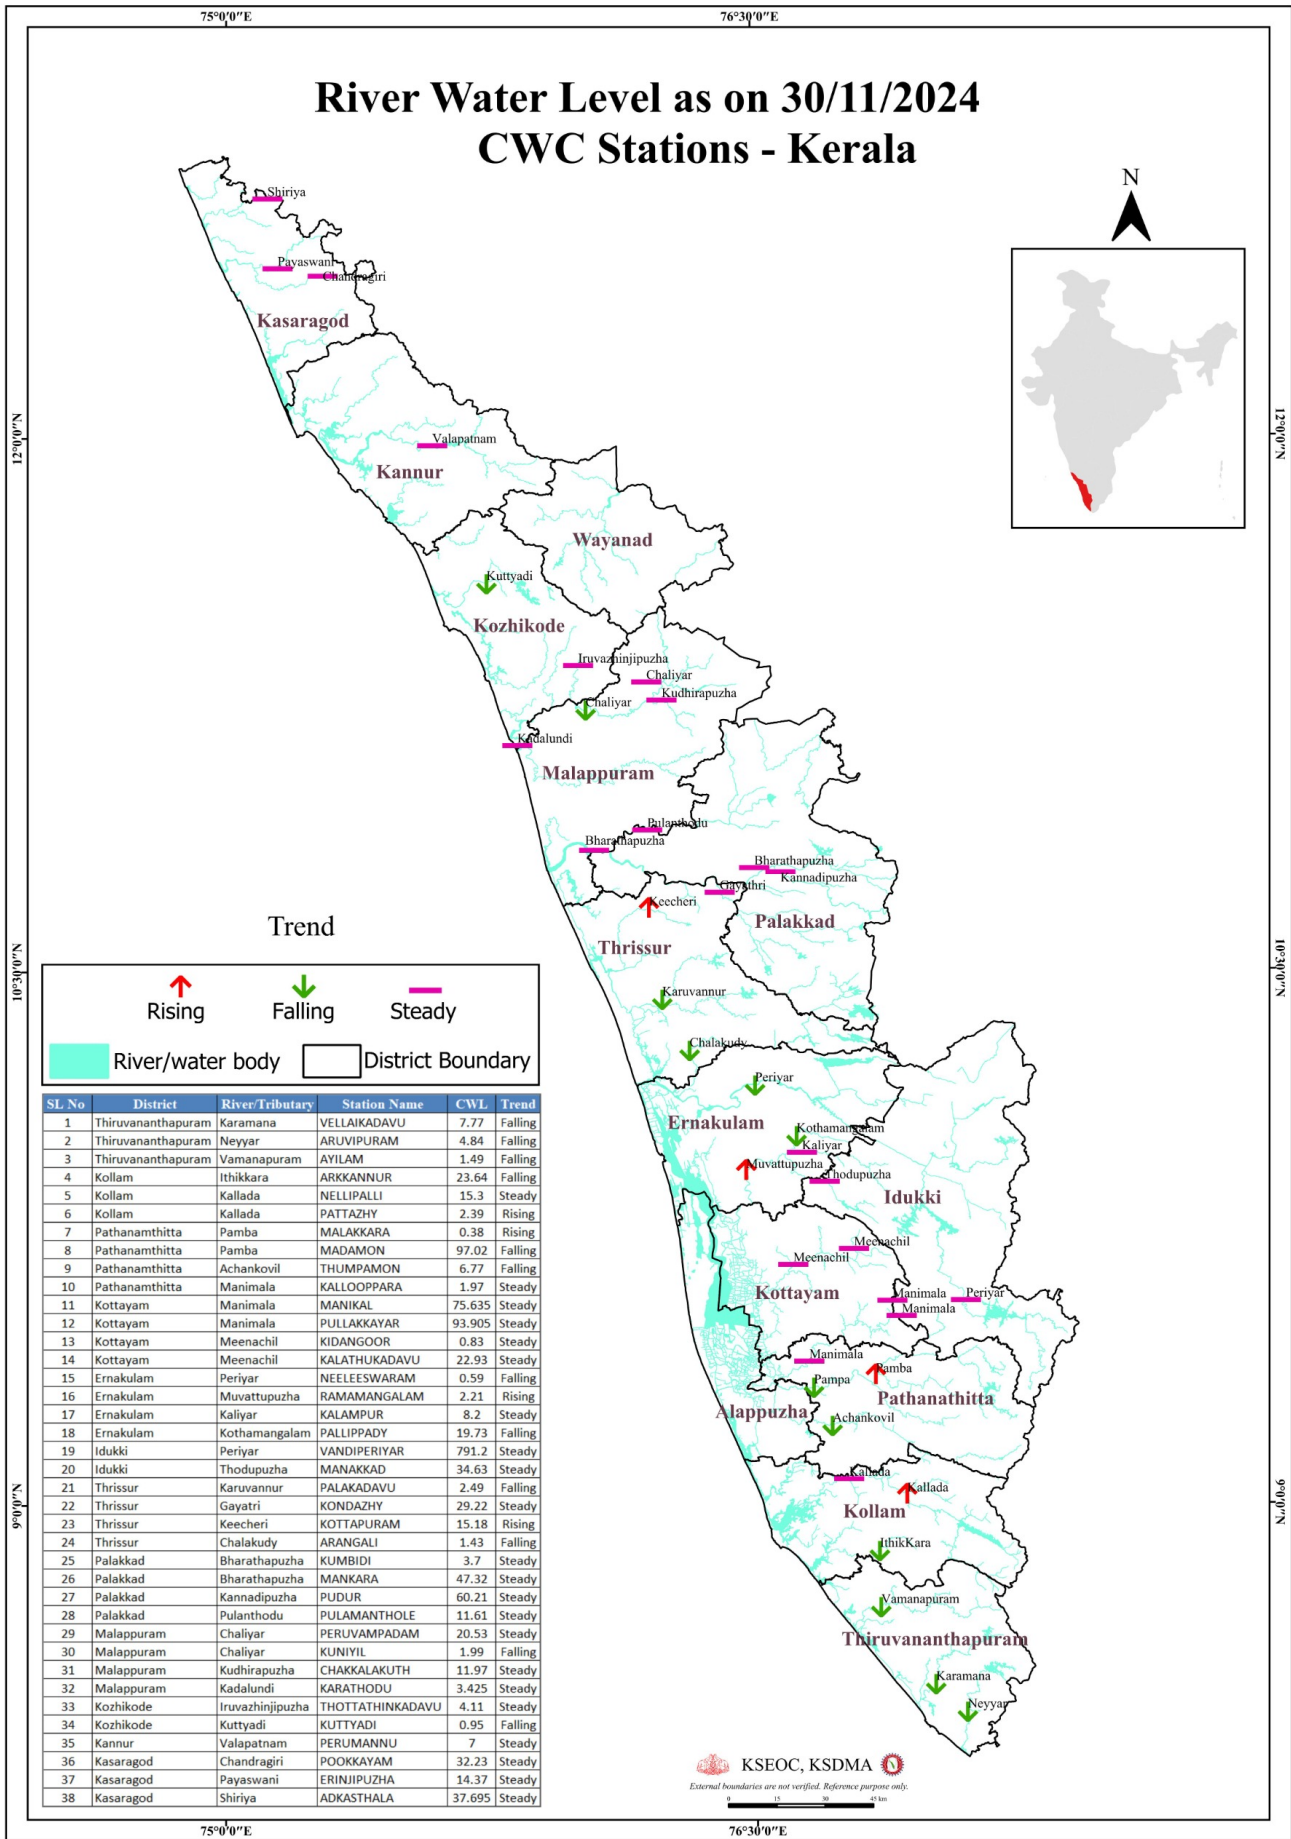 75°0'0"E 76°30'0"E
River Water Level as on 30/11/2024
CWC Stations - Kerala
N
Shiriya
Payaswani
Chandragiri
Kasaragod
12°0'0"N 12°0'0"N
Valapatnam
Kannur
Wayanad
Kuttyadi
Kozhikode
Iruvazhinjipuzha
Chaliyar
Kudhirapuzha
Chaliyar
Kadalundi
Malappuram
Pulanthodu
Bharathapuzha
Bharathapuzha
Kannadipuzha
Gayathri
Keecheri
Palakkad
Thrissur
10°30'0"N 10°30'0"N
Karuvannur
Chalakudy
Periyar
Ernakulam
Kothamangalam
Kaliyar
Muvattupuzha
Thodupuzha
Idukki
Meenachil
Meenachil
Kottayam
Manimala
Periyar
Manimala
Manimala
Pamba
Pampa
Pathanathitta
Alappuzha
Achankovil
Kallada
Kallada
Kollam
9°0'0"N 9°0'0"N
IthikKara
Vamanapuram
Thiruvananthapuram
Karamana
Neyyar
Trend
Rising Falling Steady
River/water body District Boundary
SL No District River/Tributary Station Name CWL Trend
1 Thiruvananthapuram Karamana VELLAIKADAVU 7.77 Falling
2 Thiruvananthapuram Neyyar ARUVIPURAM 4.84 Falling
3 Thiruvananthapuram Vamanapuram AYILAM 1.49 Falling
4 Kollam Ithikkara ARKKANNUR 23.64 Falling
5 Kollam Kallada NELLIPALLI 15.3 Steady
6 Kollam Kallada PATTAZHY 2.39 Rising
7 Pathanamthitta Pamba MALAKKARA 0.38 Rising
8 Pathanamthitta Pamba MADAMON 97.02 Falling
9 Pathanamthitta Achankovil THUMPAMON 6.77 Falling
10 Pathanamthitta Manimala KALLOOPPARA 1.97 Steady
11 Kottayam Manimala MANIKAL 75.635 Steady
12 Kottayam Manimala PULLAKKAYAR 93.905 Steady
13 Kottayam Meenachil KIDANGOOR 0.83 Steady
14 Kottayam Meenachil KALATHUKADAVU 22.93 Steady
15 Ernakulam Periyar NEELEESWARAM 0.59 Falling
16 Ernakulam Muvattupuzha RAMAMANGALAM 2.21 Rising
17 Ernakulam Kaliyar KALAMPUR 8.2 Steady
18 Ernakulam Kothamangalam PALLIPPADY 19.73 Falling
19 Idukki Periyar VANDIPERIYAR 791.2 Steady
20 Idukki Thodupuzha MANAKKAD 34.63 Steady
21 Thrissur Karuvannur PALAKADAVU 2.49 Falling
22 Thrissur Gayatri KONDAZHY 29.22 Steady
23 Thrissur Keecheri KOTTAPURAM 15.18 Rising
24 Thrissur Chalakudy ARANGALI 1.43 Falling
25 Palakkad Bharathapuzha KUMBIDI 3.7 Steady
26 Palakkad Bharathapuzha MANKARA 47.32 Steady
27 Palakkad Kannadipuzha PUDUR 60.21 Steady
28 Palakkad Pulanthodu PULAMANTHOLE 11.61 Steady
29 Malappuram Chaliyar PERUVAMPADAM 20.53 Steady
30 Malappuram Chaliyar KUNIYIL 1.99 Falling
31 Malappuram Kudhirapuzha CHAKKALAKUTH 11.97 Steady
32 Malappuram Kadalundi KARATHODU 3.425 Steady
33 Kozhikode Iruvazhinjipuzha THOTTATHINKADAVU 4.11 Steady
34 Kozhikode Kuttyadi KUTTYADI 0.95 Falling
35 Kannur Valapatnam PERUMANNU 7 Steady
36 Kasaragod Chandragiri POOKKAYAM 32.23 Steady
37 Kasaragod Payaswani ERINJIPUZHA 14.37 Steady
38 Kasaragod Shiriya ADKASTHALA 37.695 Steady
KSEOC, KSDMA
External boundaries are not verified. Reference purpose only.
0 15 30 45 km
75°0'0"E 76°30'0"E